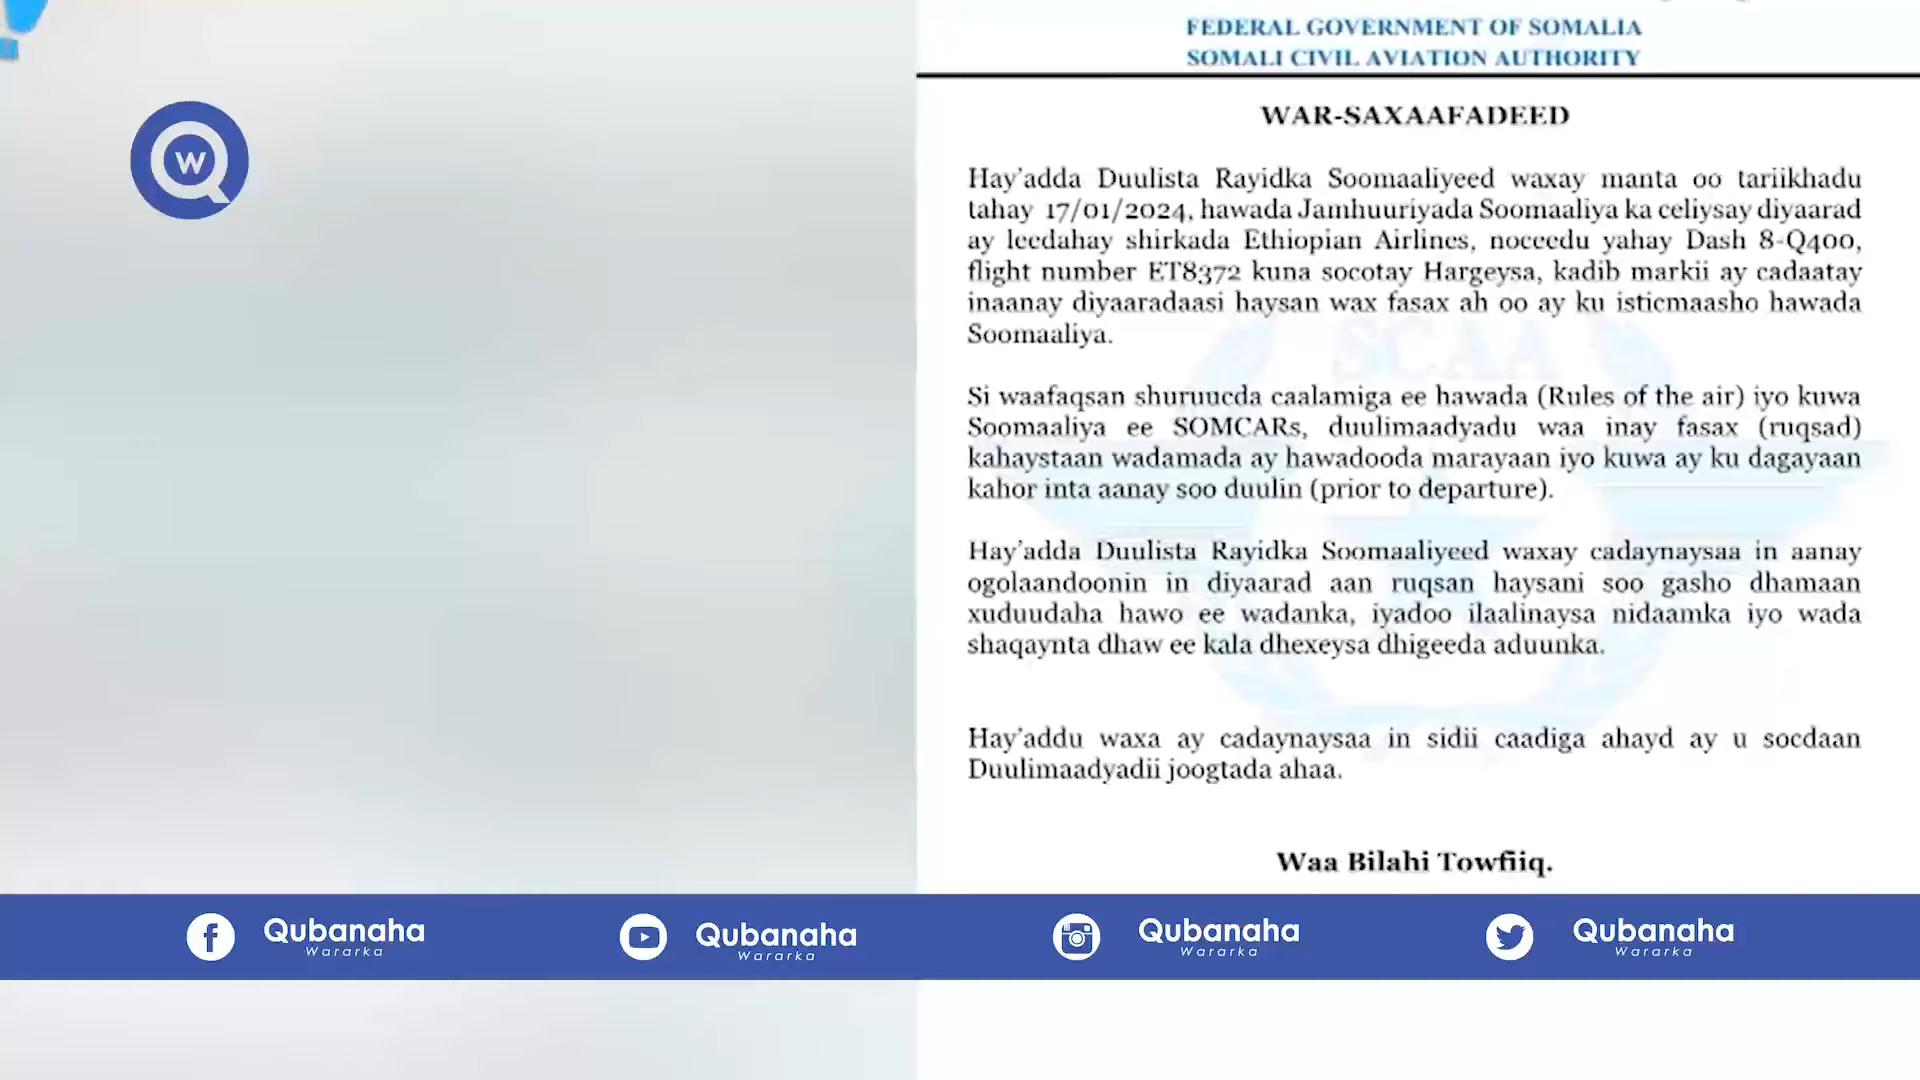 FEDERAL GOVERNMENT OF SOMALIA
SOMALI CIVIL AVIATION AUTHORITY
WAR-SAXAAFADEED
Hay'adda Duulista Rayidka Soomaaliyeed waxay manta oo tariikhadu
tahay 17/01/2024, hawada Jamhuuriyada Soomaaliya ka celiysay diyaarad
ay leedahay shirkada Ethiopian Airlines, noceedu yahay Dash 8-Q400,
flight number ET8372 kuna socotay Hargeysa, kadib markii ay cadaatay
inaanay diyaaradaasi haysan wax fasax ah oo ay ku isticmaasho hawada
Soomaaliya.
Si waafaqsan shuruucda caalamiga ee hawada (Rules of the air) iyo kuwa
Soomaaliya ee SOMCARs, duulimaadyadu waa inay fasax (ruqsad)
kahaystaan wadamada ay hawadooda marayaan iyo kuwa ay ku dagayaan
kahor inta aanay soo duulin (prior to departure).
Hay'adda Duulista Rayidka Soomaaliyeed waxay cadaynaysaa in aanay
ogolaandoonin in diyaarad aan ruqsan haysani soo gasho dhamaan
xuduudaha hawo ee wadanka, iyadoo ilaalinaysa nidaamka iyo wada
shaqaynta dhaw ee kala dhexeysa dhigeeda aduunka.
Hay'addu waxa ay cadaynaysaa in sidii caadiga ahayd ay u socdaan
Duulimaadyadii joogtada ahaa.
Waa Bilahi Towfiiq.
SCAA
QW
Qubanaha
Wararka
Qubanaha
Wararka
Qubanaha
Wararka
Qubanaha
Wararka